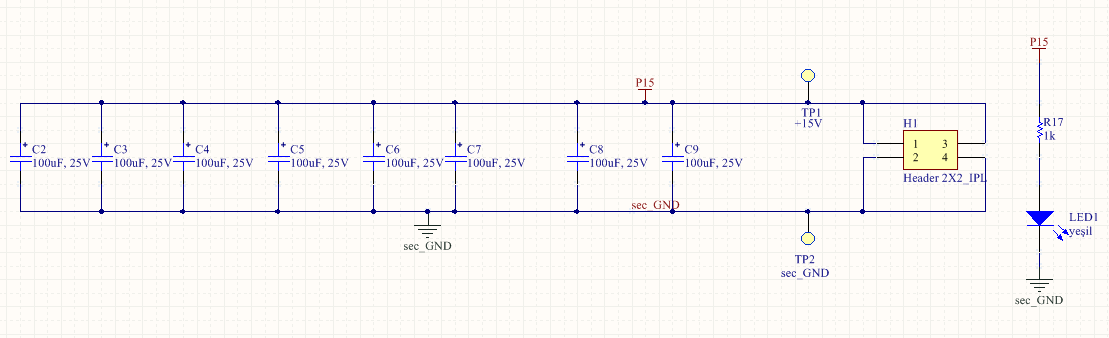 P15
P15
TP1
+15V
H1
R17
1k
C2
100uF, 25V
C3
100uF, 25V
C4
100uF, 25V
C5
100uF, 25V
C6
100uF, 25V
C7
100uF, 25V
C8
100uF, 25V
C9
100uF, 25V
1 3
2 4
Header 2X2_IPL
sec_GND
LED1
yeşil
sec_GND
TP2
sec_GND
sec_GND